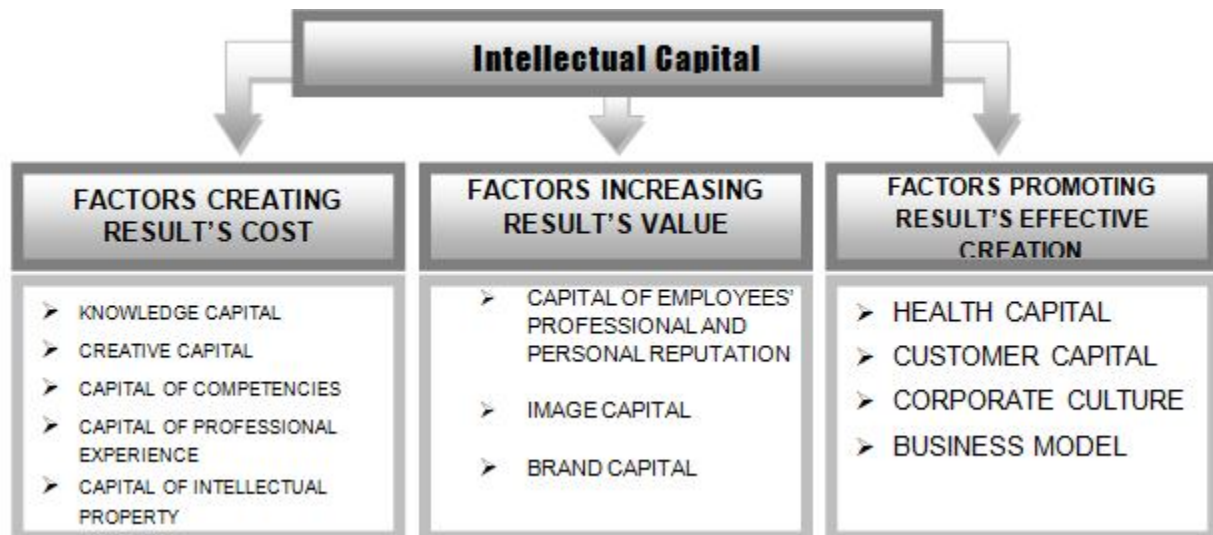 Intellectual Capital
FACTORS CREATING
RESULT'S COST
KNOWLEDGE CAPITAL
CREATIVE CAPITAL
CAPITAL OF COMPETENCIES
CAPITAL OF PROFESSIONAL
EXPERIENCE
CAPITAL OF INTELLECTUAL
PROPERTY
FACTORS INCREASING
RESULT'S VALUE
CAPITAL OF EMPLOYEES'
PROFESSIONAL AND
PERSONAL REPUTATION
IMAGE CAPITAL
BRAND CAPITAL
FACTORS PROMOTING
RESULT'S EFFECTIVE
CREATION
HEALTH CAPITAL
CUSTOMER CAPITAL
CORPORATE CULTURE
BUSINESS MODEL